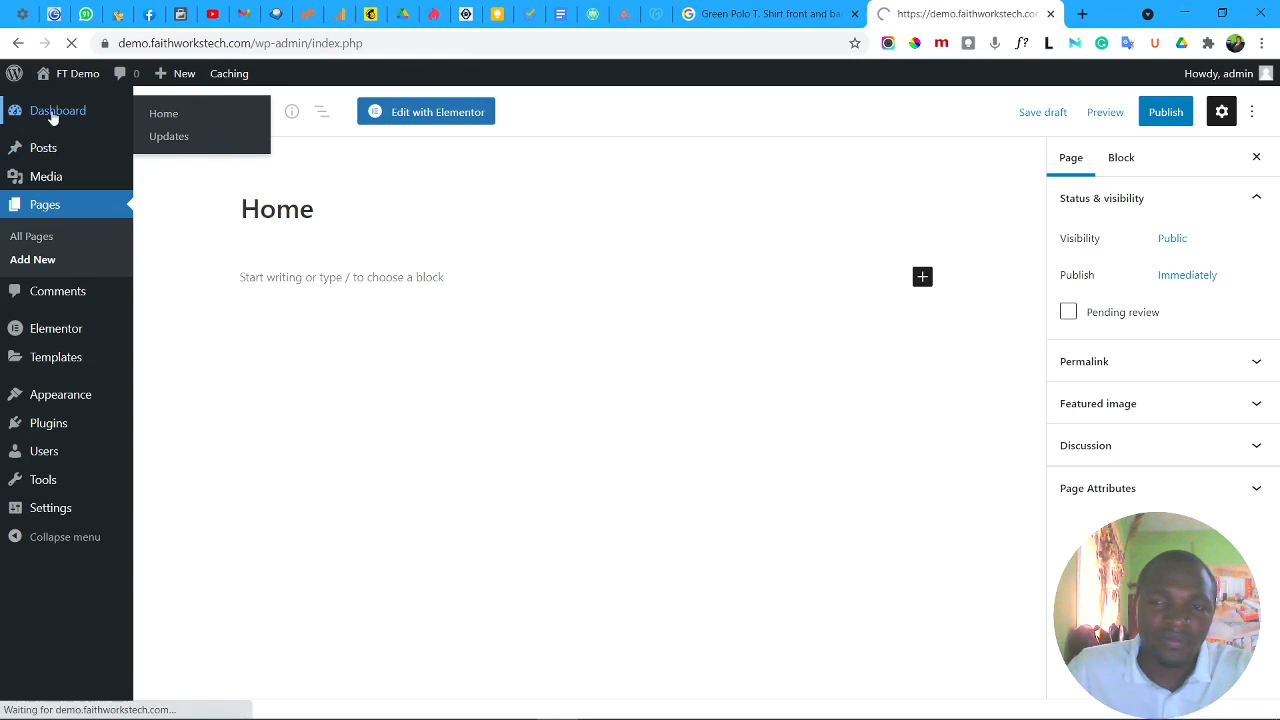 Green Polo T. Shirt front and ba
https://demo.faithworkstech.co
demo.faithworkstech.com/wp-admin/index.php
FT Demo
0
New
Caching
Howdy, admin
Dashboard
Posts
Media
Pages
All Pages
Add New
Comments
Elementor
Templates
Appearance
Plugins
Users
Tools
Settings
Collapse menu
Home
Updates
Edit with Elementor
Save draft
Preview
Publish
Home
Start writing or type / to choose a block
Page
Block
Status & visibility
Visibility
Public
Publish
Immediately
Pending review
Permalink
Featured image
Discussion
Page Attributes
Waiting for demo.faithworkstech.com...